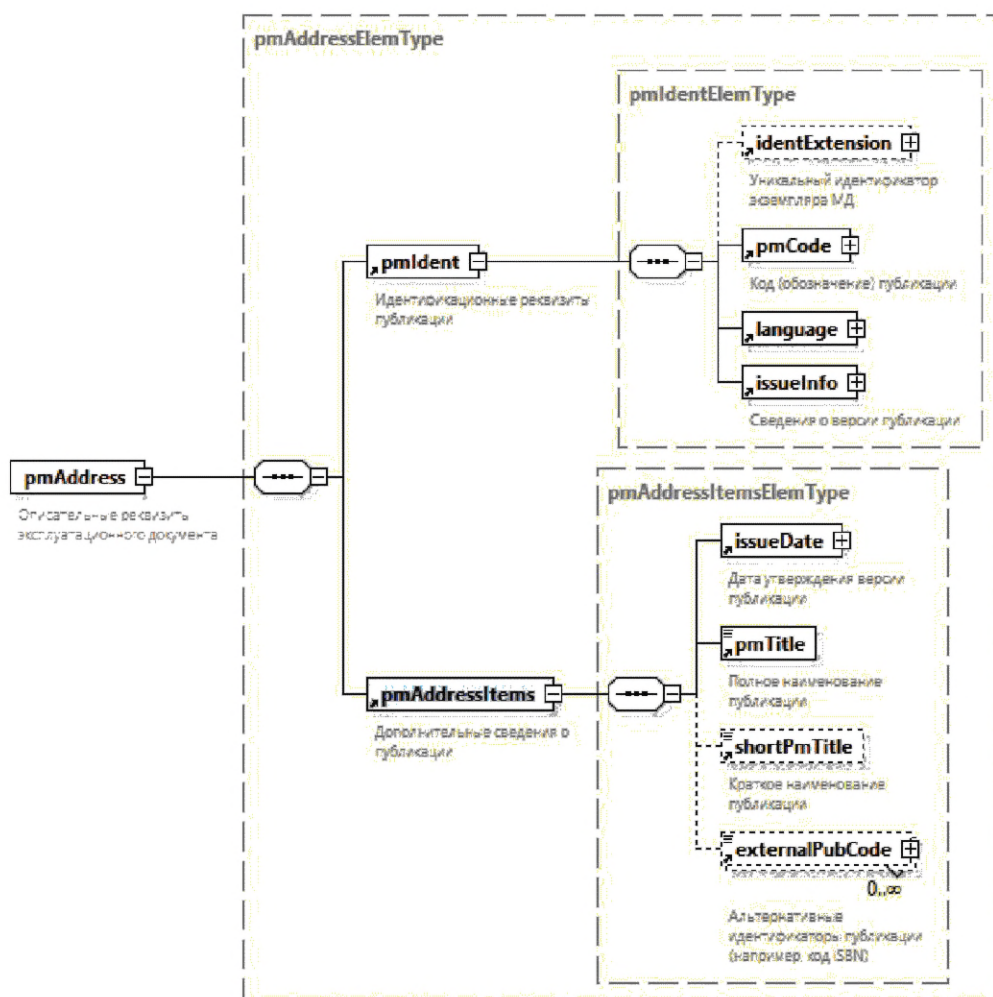 pmAddressElemType
pmIdentElemType
identExtension
Уникальный идентификатор
экземпляра МД
pmIdent
Идентификационные реквизиты
публикации
pmCode
Код (обозначение) публикации
language
issueInfo
Сведения о версии публикации
pmAddress
Описательные реквизиты
эксплуатационного документа
pmAddressItemsElemType
issueDate
Дата утверждения версии
публикации
pmTitle
Полное наименование
публикации
pmAddressItems
Дополнительные сведения о
публикации
shortPmTitle
Краткое наименование
публикации
externalPubCode
0..∞
Альтернативные
идентификаторы публикации
(например, код ISBN)